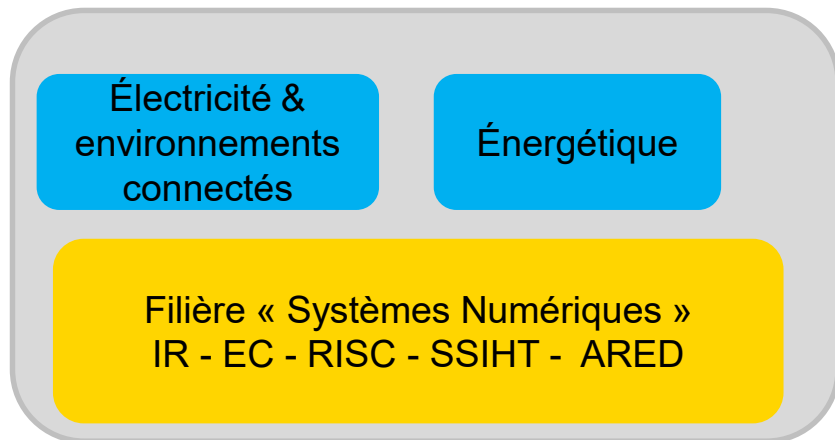 Électricité &
environnements
connectés
Énergétique
Filière « Systèmes Numériques »
IR - EC - RISC - SSIHT - ARED